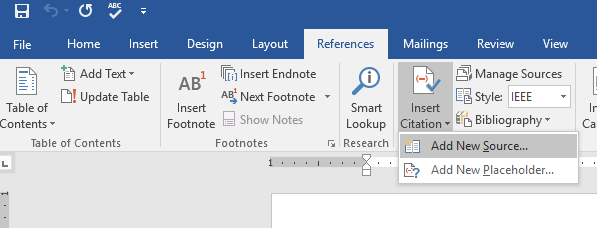 ABC
File Home Insert Design Layout References Mailings Review View
Table of Contents
Add Text
Update Table
Table of Contents
AB1
Insert Footnote
Insert Endnote
AB1 Next Footnote
Show Notes
Footnotes
Smart Lookup
Research
Insert Citation
Manage Sources
Style: IEEE
Bibliography
Add New Source...
Add New Placeholder...
L
1
1